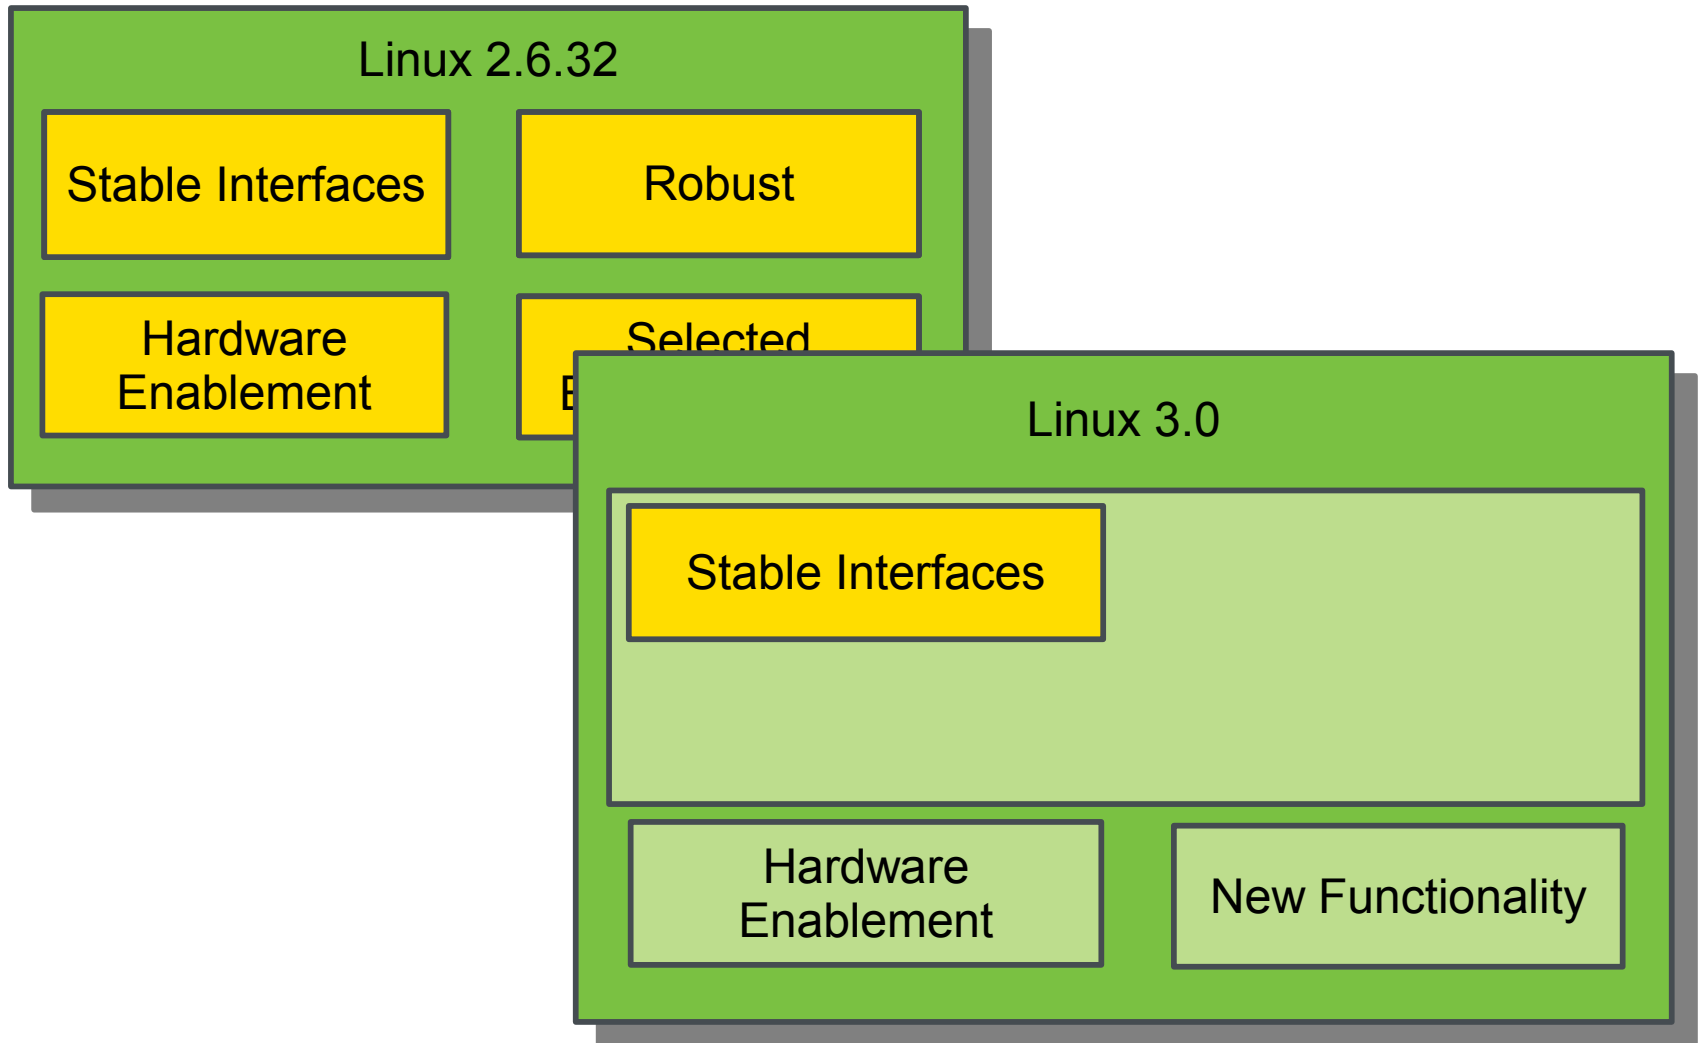 Linux 2.6.32
Stable Interfaces
Robust
Hardware
Enablement
Selected
Linux 3.0
Stable Interfaces
Hardware
Enablement
New Functionality